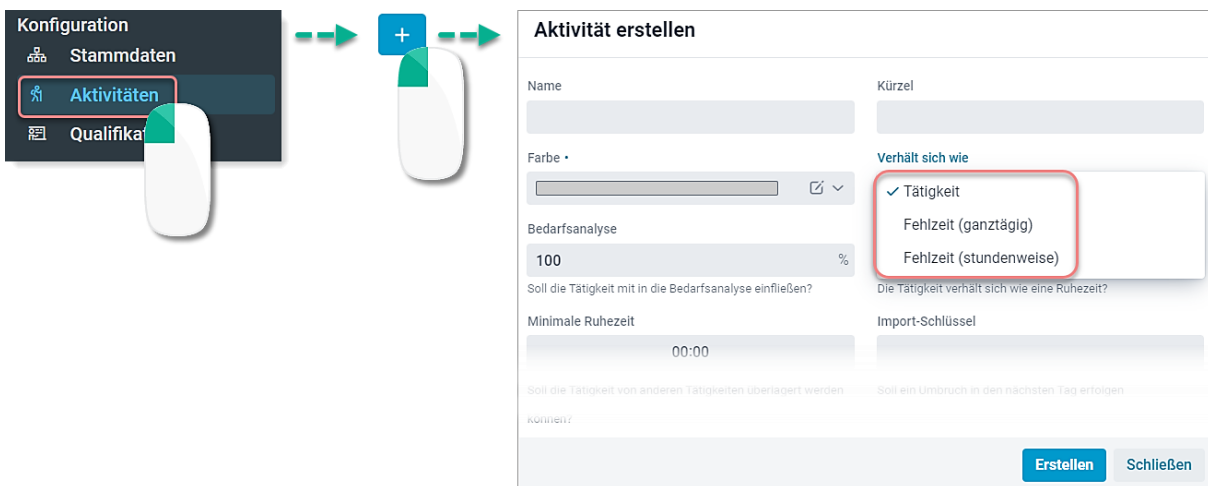 Konfiguration
Stammdaten
Aktivitäten
Qualifika
+
Aktivität erstellen
Name
Kürzel
Farbe •
Verhält sich wie
Tätigkeit
Fehlzeit (ganztägig)
Fehlzeit (stundenweise)
Bedarfsanalyse
100 %
Soll die Tätigkeit mit in die Bedarfsanalyse einfließen?
Die Tätigkeit verhält sich wie eine Ruhezeit?
Minimale Ruhezeit
Import-Schlüssel
00:00
Soll die Tätigkeit von anderen Tätigkeiten überlagert werden
können?
Soll ein Umbruch in den nächsten Tag erfolgen
Erstellen
Schließen